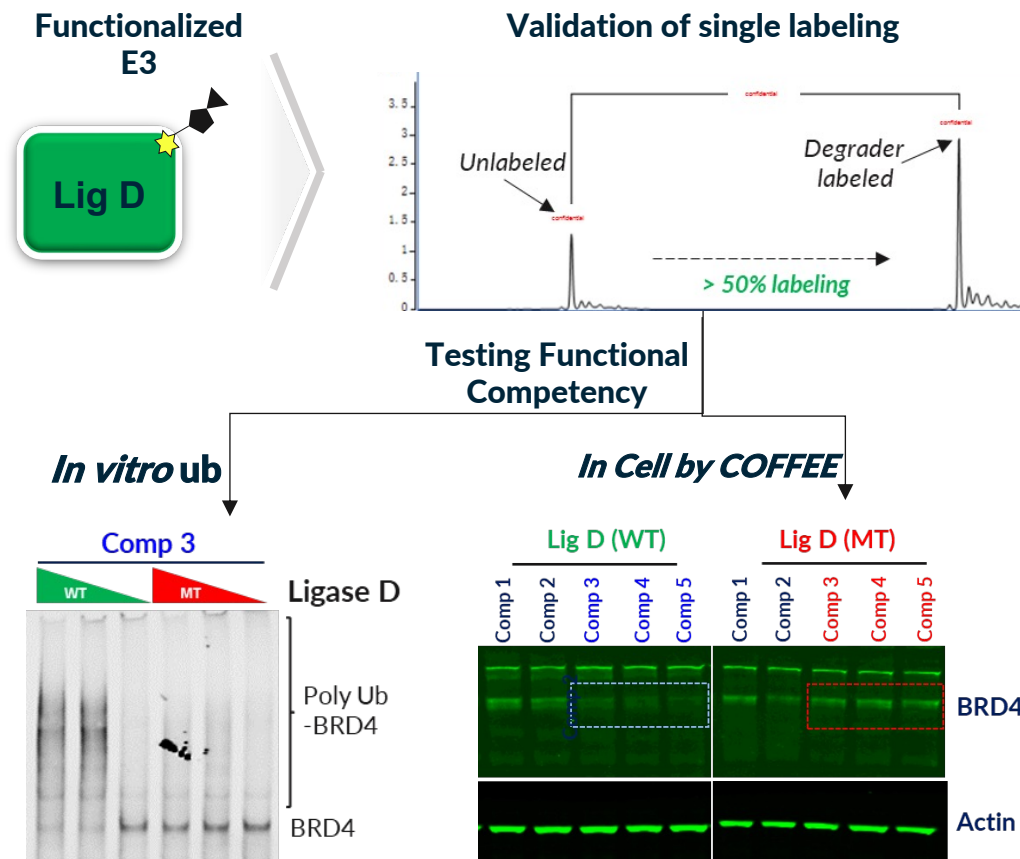 Functionalized
E3
Validation of single labeling
Lig D
3.5
3
2.5
2
1.5
1
0.5
0
confidential
confidential
confidential
Unlabeled
Degrader
labeled
> 50% labeling
Testing Functional
Competency
In vitro ub
In Cell by COFFEE
Comp 3
WT
MT
Ligase D
Poly Ub
-BRD4
BRD4
Lig D (WT)
Lig D (MT)
Comp 1
Comp 2
Comp 3
Comp 4
Comp 5
Comp 1
Comp 2
Comp 3
Comp 4
Comp 5
BRD4
Actin